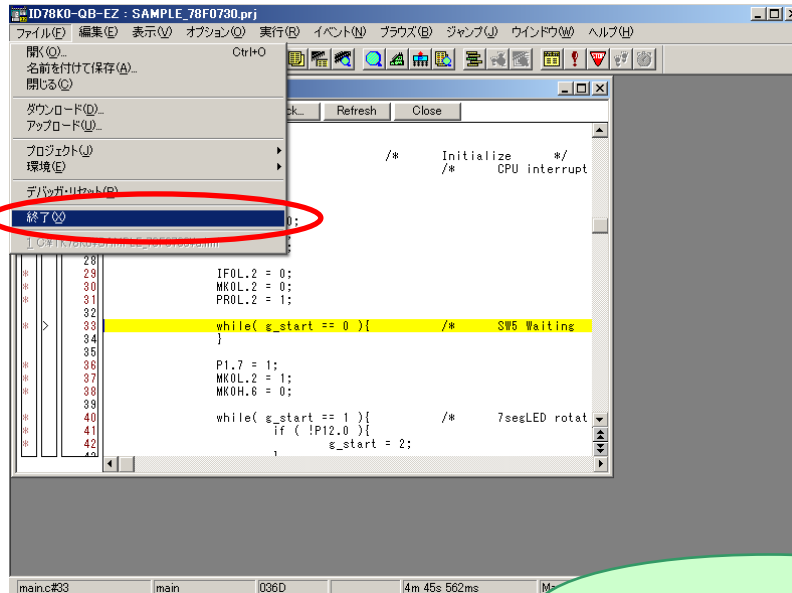 ID78K0-QB-EZ : SAMPLE_78F0730.prj
ファイル(F) 編集(E) 表示(V) オプション(O) 実行(R) イベント(N) ブラウズ(B) ジャンプ(J) ウインドウ(W) ヘルプ(H)
開く(O)... Ctrl+O
名前を付けて保存(A)...
閉じる(C)
Refresh Close
ダウンロード(D)...
アップロード(U)...
/* Initialize */
プロジェクト(J)
環境(E)
/* CPU interrupt
デバッガ・リセット(R)...
終了(X)
0;
28
29 IF0L.2 = 0;
30 MK0L.2 = 0;
31 PR0L.2 = 1;
32
33 while( g_start == 0 ){ /* SW5 Waiting
34 }
35
36 P1.7 = 1;
37 MK0L.2 = 1;
38 MK0H.6 = 0;
39
40 while( g_start == 1 ){ /* 7segLED rotat
41 if ( !P12.0 ){
42 g_start = 2;
main.c#33 main 036D 4m 45s 562ms